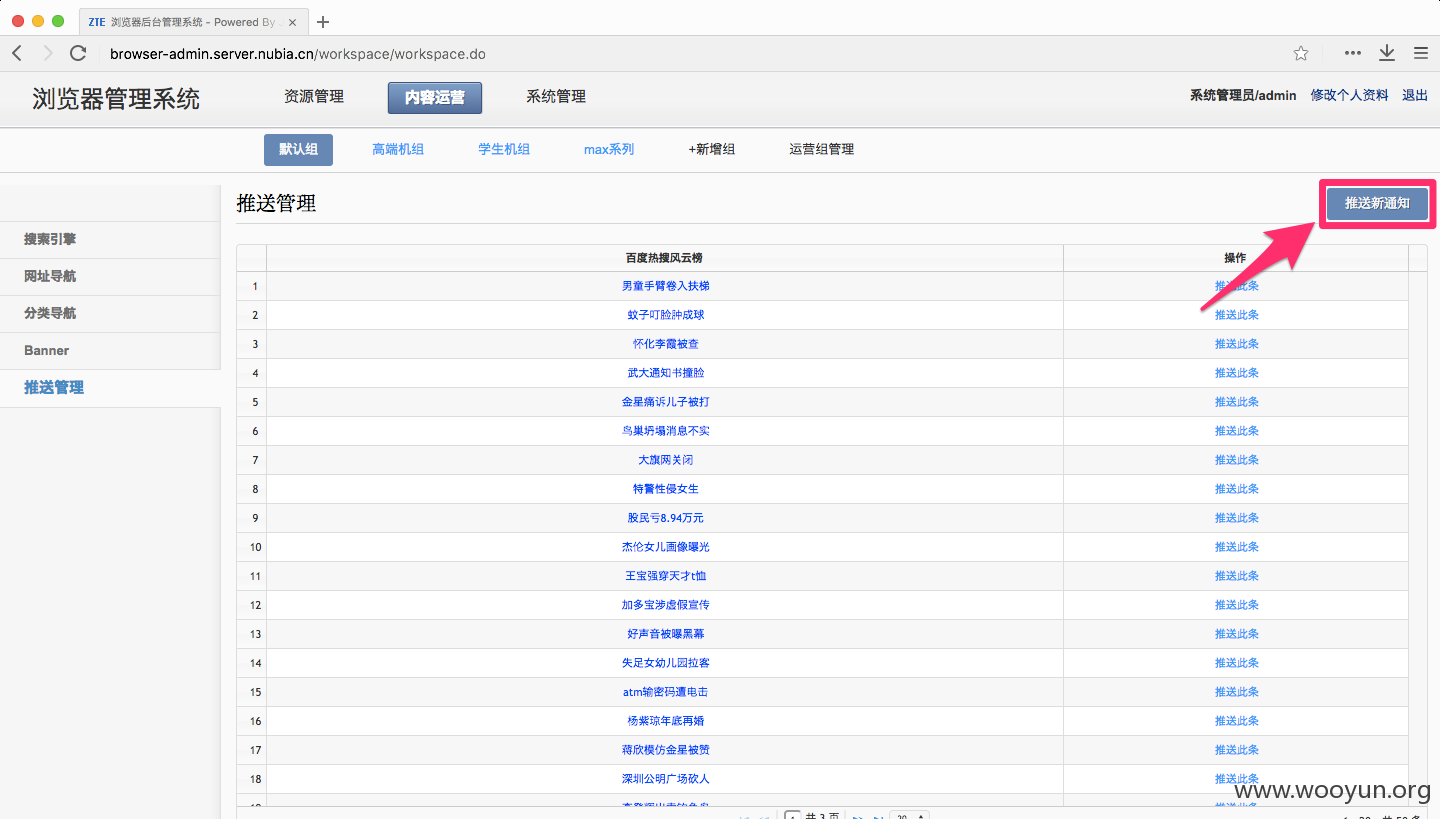 ZTE 浏览器后台管理系统 - Powered By
browser-admin.server.nubia.cn/workspace/workspace.do
浏览器管理系统 资源管理 内容运营 系统管理 系统管理员/admin 修改个人资料 退出
默认组 高端机组 学生机组 max系列 +新增组 运营组管理
推送管理 推送新通知
搜索引擎
网址导航
分类导航
Banner
推送管理
百度热搜风云榜 操作
1 男童手臂卷入扶梯 推送此条
2 蚊子叮脸肿成球 推送此条
3 怀化李霞被查 推送此条
4 武大通知书撞脸 推送此条
5 金星痛诉儿子被打 推送此条
6 鸟巢坍塌消息不实 推送此条
7 大旗网关闭 推送此条
8 特警性侵女生 推送此条
9 股民亏8.94万元 推送此条
10 杰伦女儿画像曝光 推送此条
11 王宝强穿天才t恤 推送此条
12 加多宝涉虚假宣传 推送此条
13 好声音被曝黑幕 推送此条
14 失足女幼儿园拉客 推送此条
15 atm输密码遭电击 推送此条
16 杨紫琼年底再婚 推送此条
17 蒋欣模仿金星被赞 推送此条
18 深圳公明广场砍人 推送此条
www.wooyun.org
共 3 页